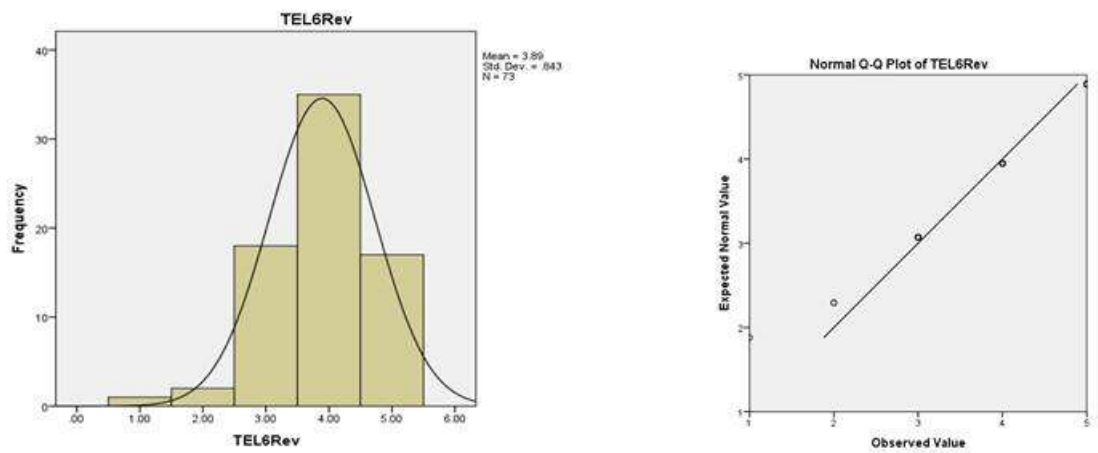 TEL6Rev
Mean = 3.89
Std. Dev. = .843
N = 73
40
30
20
10
0
Frequency
.00 1.00 2.00 3.00 4.00 5.00 6.00
TEL6Rev
Normal Q-Q Plot of TEL6Rev
5
4
3
2
1
Expected Normal Value
1 2 3 4 5
Observed Value